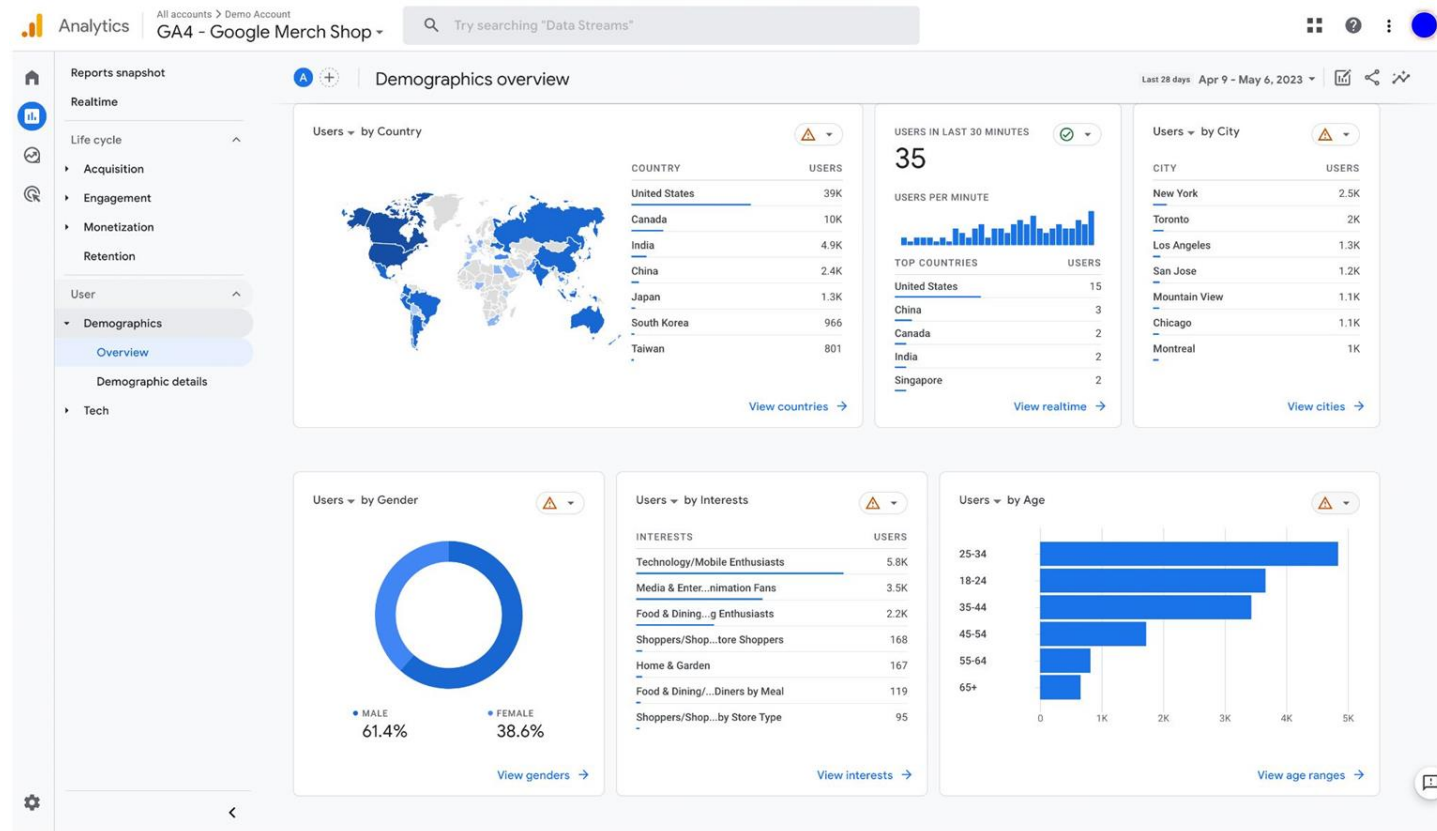 Analytics
All accounts > Demo Account
GA4 - Google Merch Shop
Try searching "Data Streams"
Reports snapshot
Realtime
Life cycle
Acquisition
Engagement
Monetization
Retention
User
Demographics
Overview
Demographic details
Tech
A
Demographics overview
Last 28 days Apr 9 - May 6, 2023
Users by Country
COUNTRY USERS
United States 39K
Canada 10K
India 4.9K
China 2.4K
Japan 1.3K
South Korea 966
Taiwan 801
View countries
USERS IN LAST 30 MINUTES
35
USERS PER MINUTE
TOP COUNTRIES USERS
United States 15
China 3
Canada 2
India 2
Singapore 2
View realtime
Users by City
CITY USERS
New York 2.5K
Toronto 2K
Los Angeles 1.3K
San Jose 1.2K
Mountain View 1.1K
Chicago 1.1K
Montreal 1K
View cities
Users by Gender
MALE FEMALE
61.4% 38.6%
View genders
Users by Interests
INTERESTS USERS
Technology/Mobile Enthusiasts 5.8K
Media & Enter...nimation Fans 3.5K
Food & Dining...g Enthusiasts 2.2K
Shoppers/Shop...tore Shoppers 168
Home & Garden 167
Food & Dining/...Diners by Meal 119
Shoppers/Shop...by Store Type 95
View interests
Users by Age
25-34
18-24
35-44
45-54
55-64
65+
0 1K 2K 3K 4K 5K
View age ranges